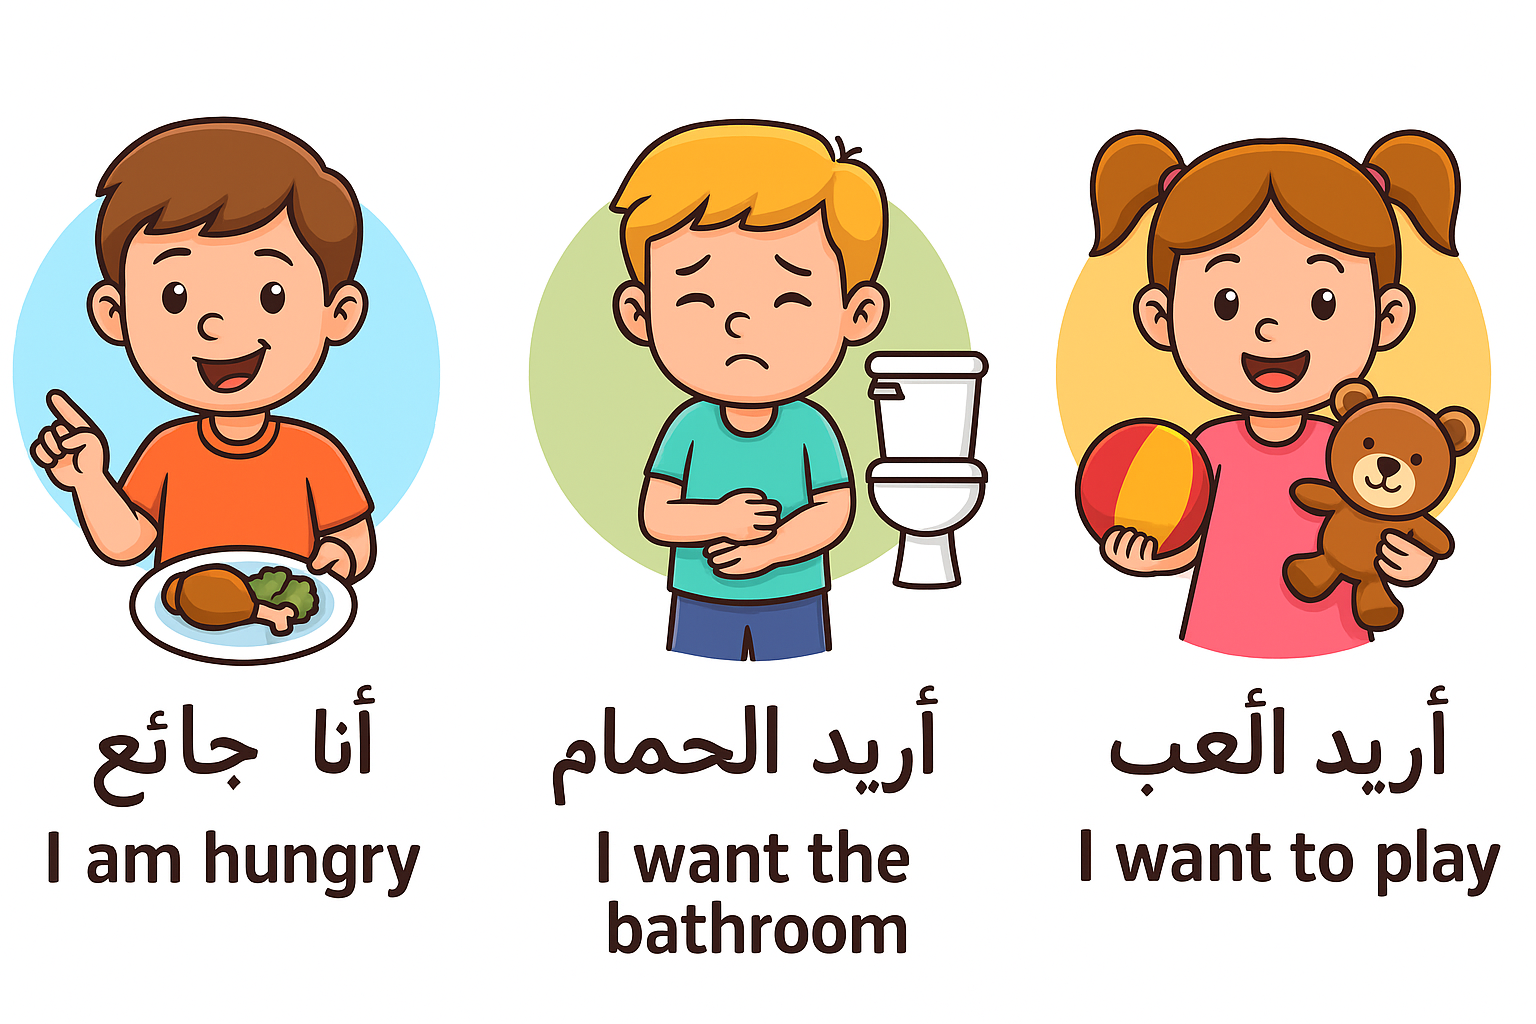 أنا جائع
I am hungry
أريد الحمام
I want the
bathroom
أريد ألعب
I want to play